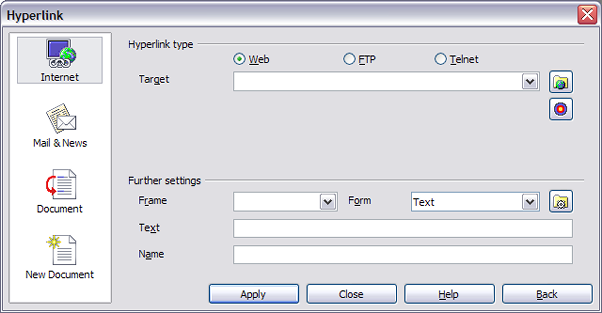 Hyperlink
Internet
Mail & News
Document
New Document
Hyperlink type
Web FTP Telnet
Target
Further settings
Frame Form Text
Text
Name
Apply Close Help Back